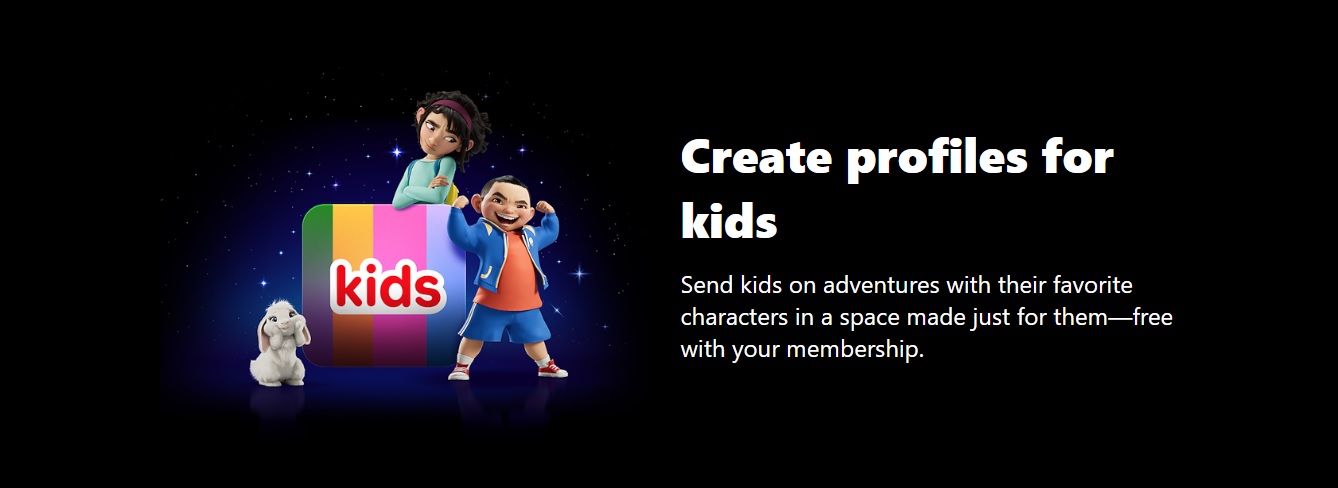 kids
Create profiles for
kids
Send kids on adventures with their favorite
characters in a space made just for them—free
with your membership.